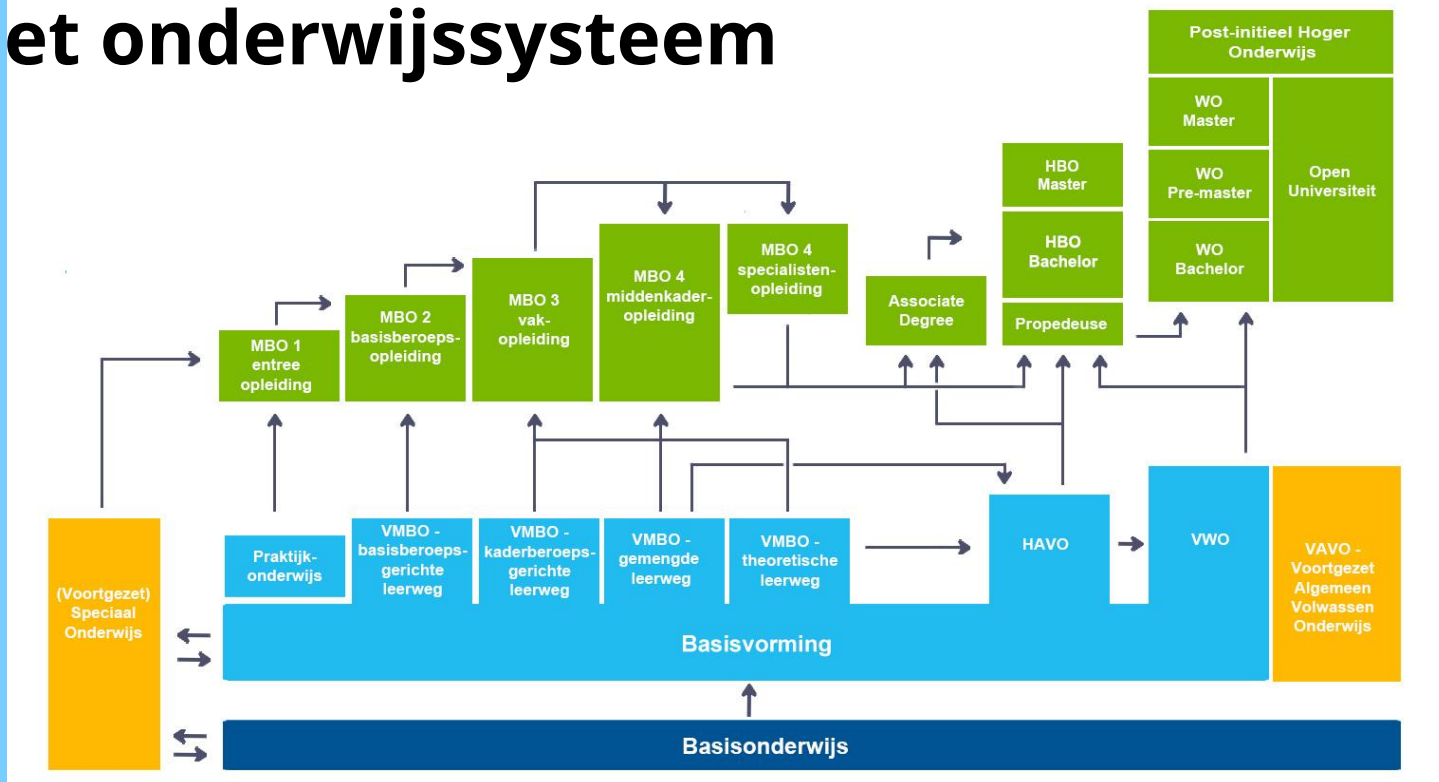 et onderwijssysteem
Post-initieel Hoger
Onderwijs
WO
Master
WO
Pre-master
WO
Bachelor
Open
Universiteit
HBO
Master
HBO
Bachelor
Propedeuse
Associate
Degree
MBO 4
specialisten-
opleiding
MBO 4
middenkader-
opleiding
MBO 3
vak-
opleiding
MBO 2
basisberoeps-
opleiding
MBO 1
entree
opleiding
(Voortgezet)
Speciaal
Onderwijs
Praktijk-
onderwijs
VMBO -
basisberoeps-
gerichte
leerweg
VMBO -
kaderberoeps-
gerichte
leerweg
VMBO -
gemengde
leerweg
VMBO -
theoretische
leerweg
HAVO
VWO
VAVO -
Voortgezet
Algemeen
Volwassen
Onderwijs
Basisvorming
Basisonderwijs